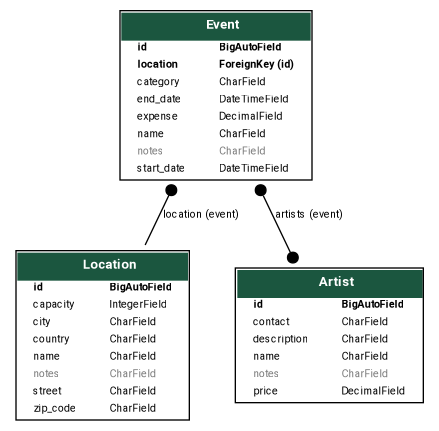 Event
id BigAutoField
location ForeignKey (id)
category CharField
end_date DateTimeField
expense DecimalField
name CharField
notes CharField
start_date DateTimeField
location (event)
artists (event)
Location
id BigAutoField
capacity IntegerField
city CharField
country CharField
name CharField
notes CharField
street CharField
zip_code CharField
Artist
id BigAutoField
contact CharField
description CharField
name CharField
notes CharField
price DecimalField